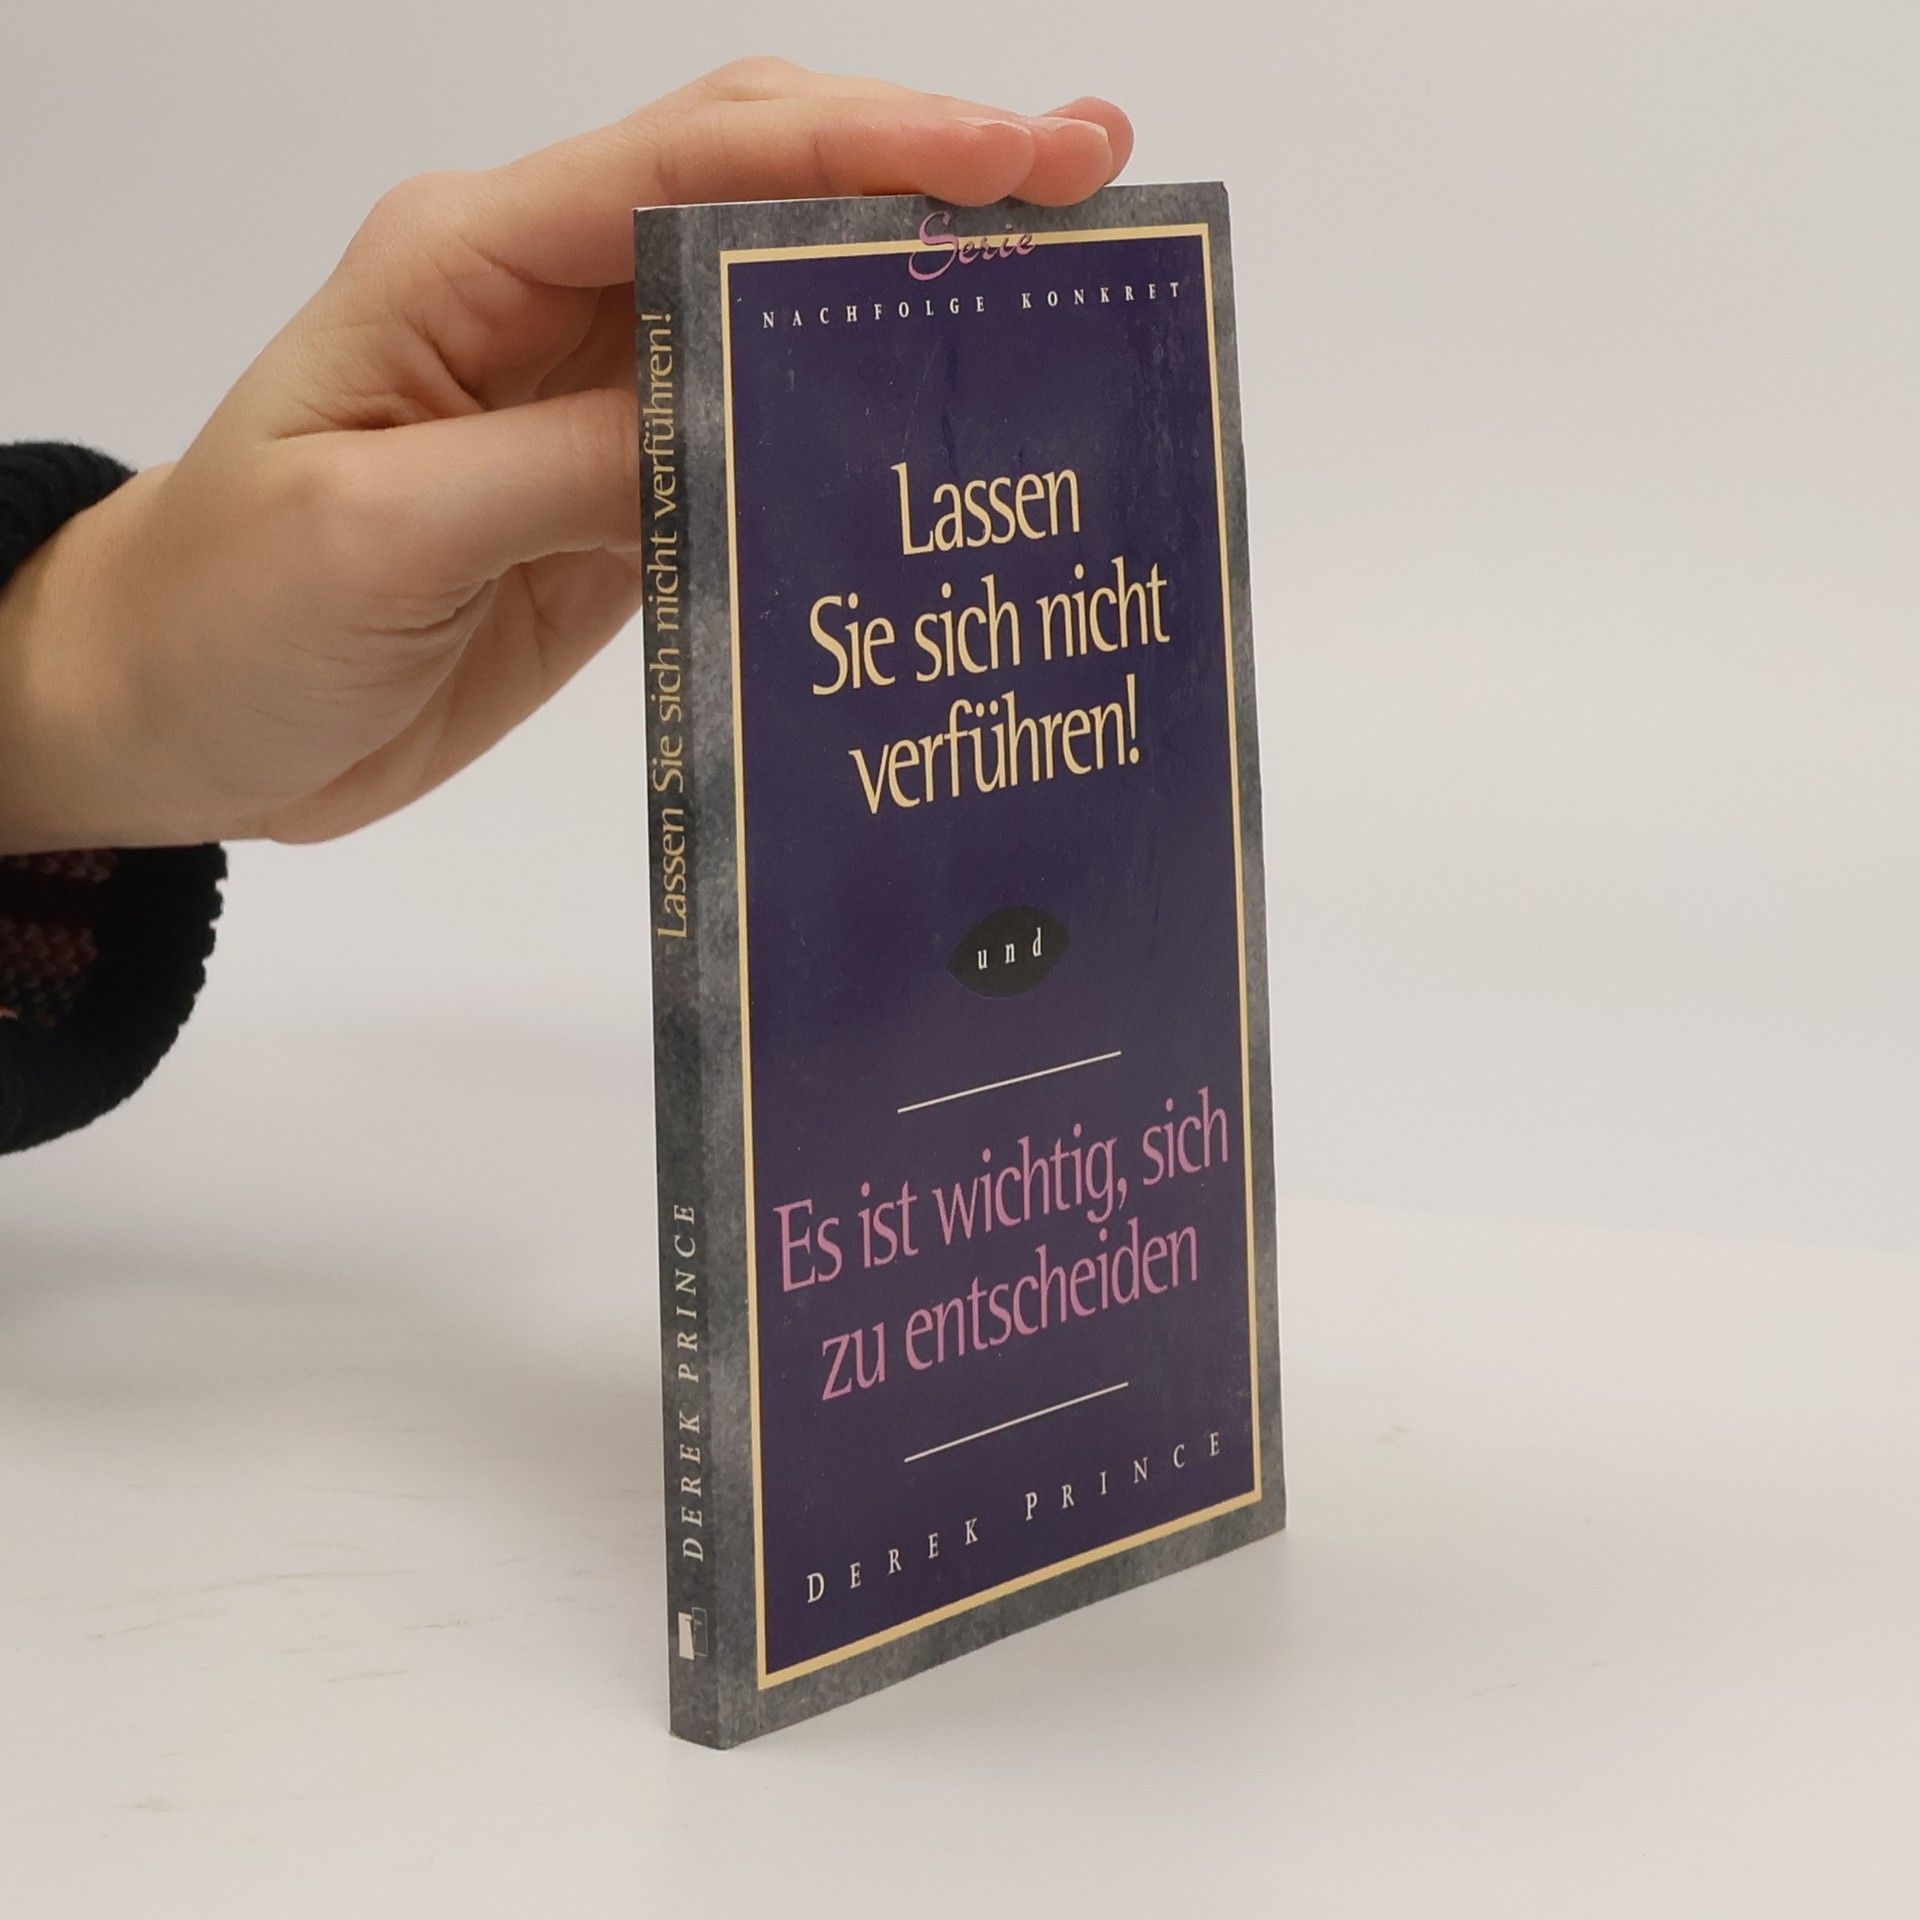 Serie
NACHFOLGE KONKRET
Lassen
Sie sich nicht
verführen!
und
Es ist wichtig, sich
zu entscheiden
DEREK PRINCE
Lassen Sie sich nicht verführen!
DEREK PRINCE